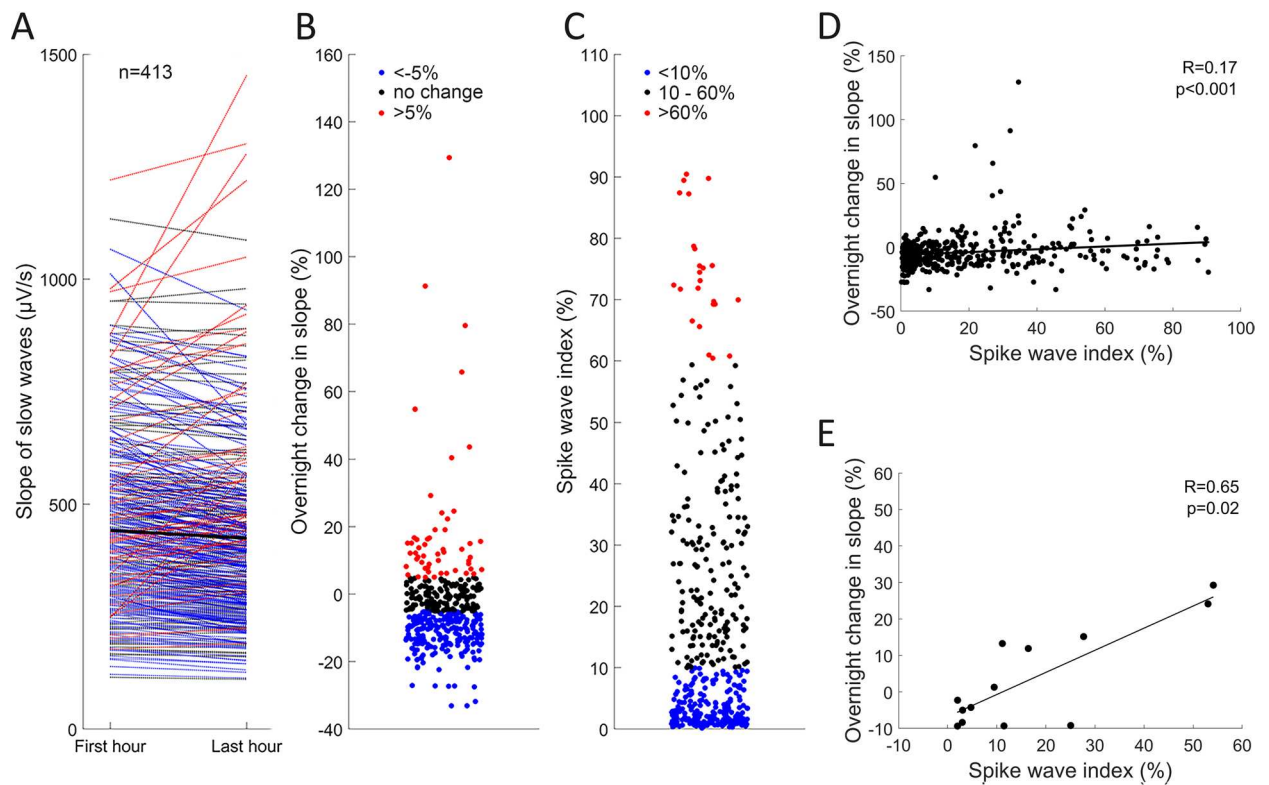 A
Slope of slow waves (µV/s)
1500
1000
500
0
n=413
First hour
Last hour
B
Overnight change in slope (%)
160
140
120
100
80
60
40
20
0
-20
-40
<-5%
no change
>5%
C
Spike wave index (%)
110
100
90
80
70
60
50
40
30
20
10
0
<10%
10 - 60%
>60%
D
Overnight change in slope (%)
150
100
50
0
-50
R=0.17
p<0.001
0
20
40
60
80
100
Spike wave index (%)
E
Overnight change in slope (%)
60
50
40
30
20
10
0
-10
R=0.65
p=0.02
-10
0
10
20
30
40
50
60
Spike wave index (%)